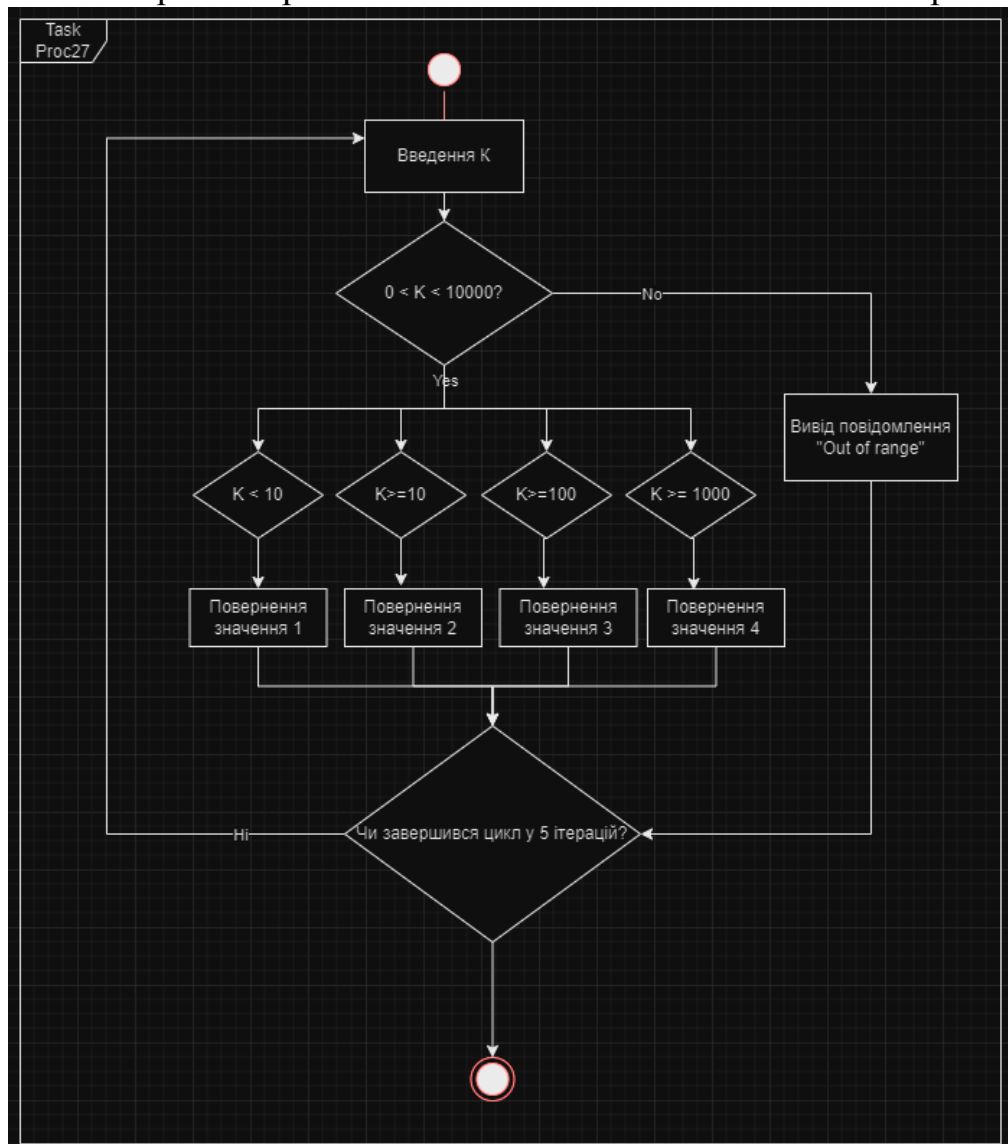 Task
Proc27
Введення K
0 < K < 10000?
No
Yes
Вивід повідомлення
"Out of range"
K < 10
K>=10
K>=100
K >= 1000
Повернення
значення 1
Повернення
значення 2
Повернення
значення 3
Повернення
значення 4
Чи завершився цикл у 5 ітерацій?
Ні